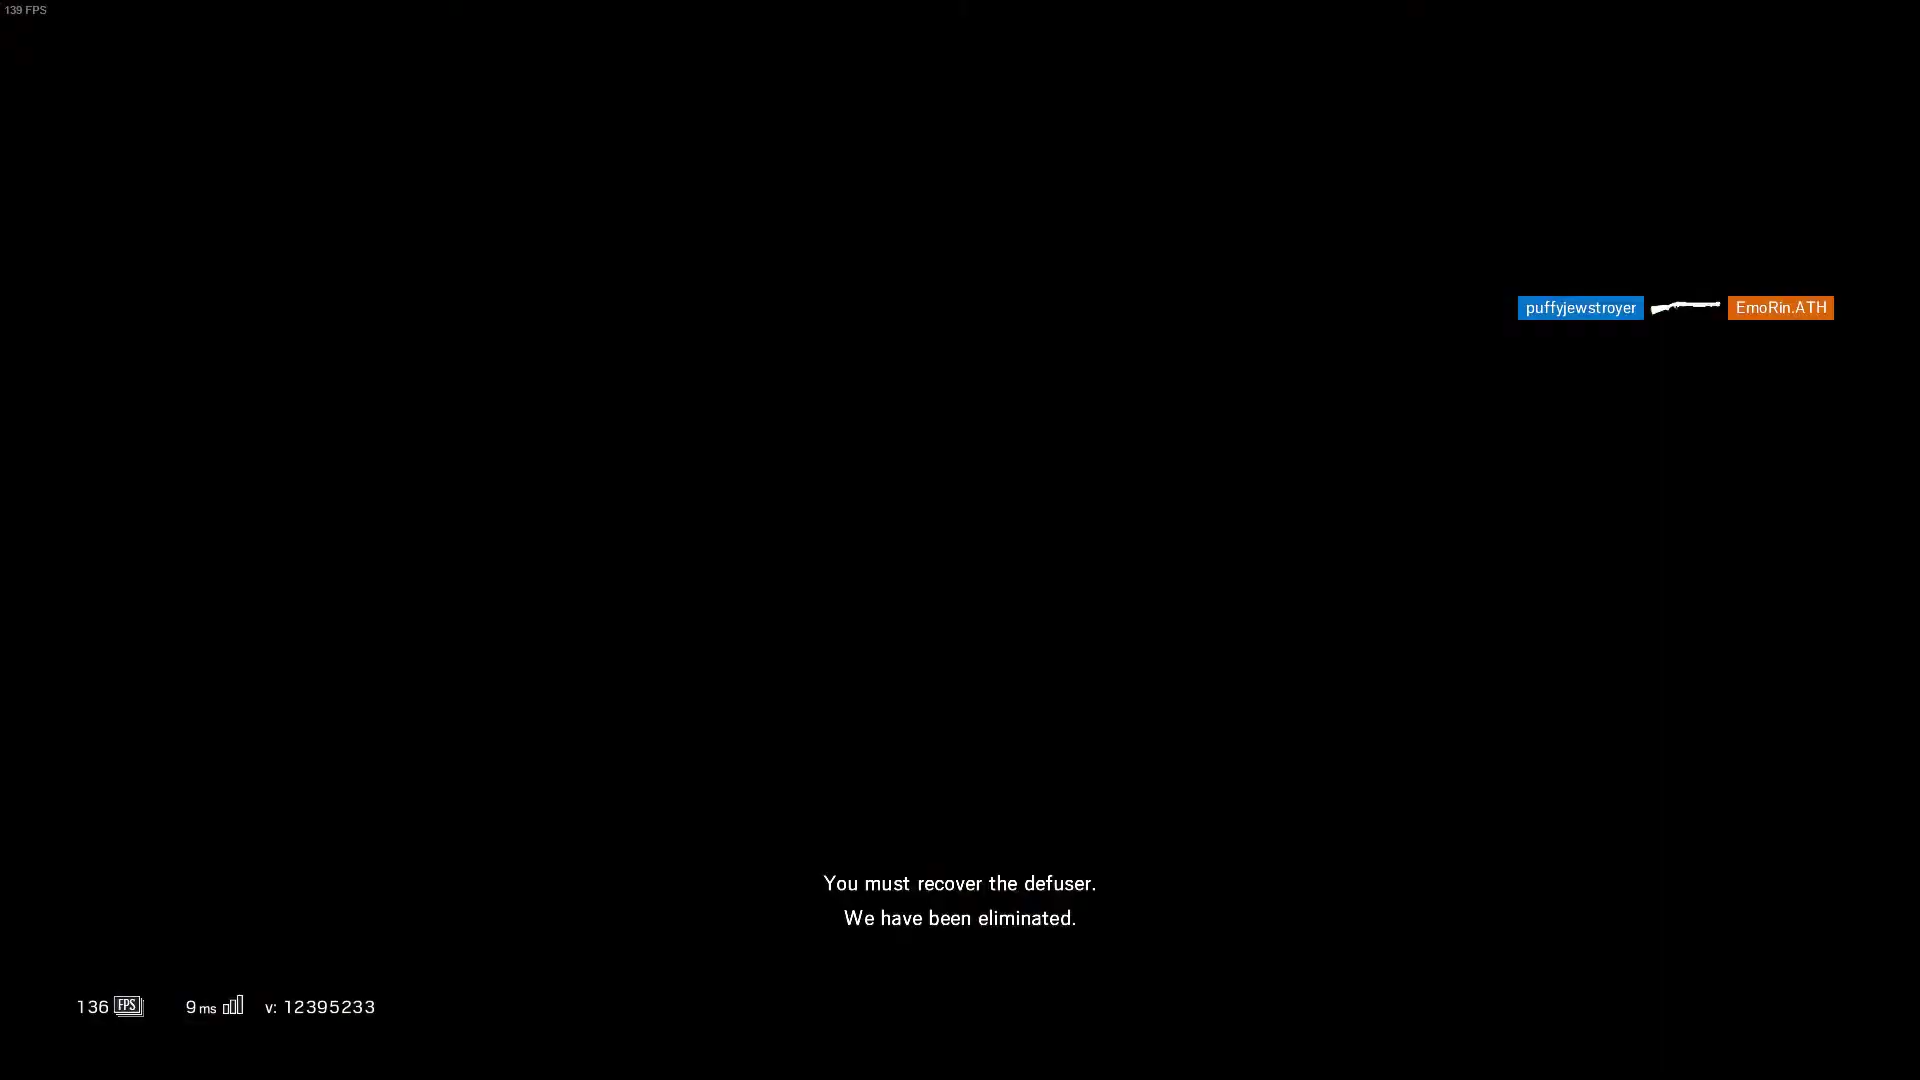 139 FPS
puffyjewstroyer EmoRin.ATH
You must recover the defuser.
We have been eliminated.
136 FPS 9 ms v: 12395233